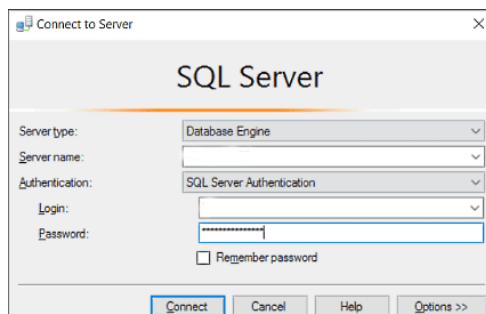 Connect to Server
SQL Server
Server type: Database Engine
Server name:
Authentication: SQL Server Authentication
Login:
Password: ***************
Remember password
Connect Cancel Help Options >>